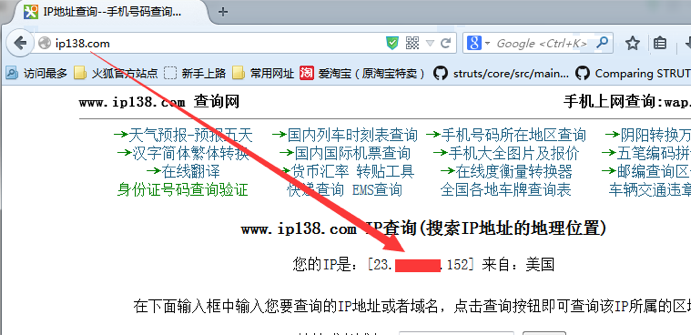 IP地址查询--手机号码查询...
ip138.com
Google <Ctrl+K>
访问最多 火狐官方站点 新手上路 常用网址 爱淘宝（原淘宝特卖） struts/core/src/main... Comparing STRUT
www.ip138.com 查询网 手机上网查询:wap.
→天气预报-预报五天 →国内列车时刻表查询 →手机号码所在地区查询 →阴阳转换万
→汉字简体繁体转换 →国内国际机票查询 →手机大全图片及报价 →五笔编码拼
→在线翻译 →货币汇率 转贴工具 →在线度量衡转换器 →邮编查询区
身份证号码查询验证 快递查询 EMS查询 全国各地车牌查询表 车辆交通违章
www.ip138.com IP查询(搜索IP地址的地理位置)
您的IP是：[23. .152] 来自：美国
在下面输入框中输入您要查询的IP地址或者域名，点击查询按钮即可查询该IP所属的区域